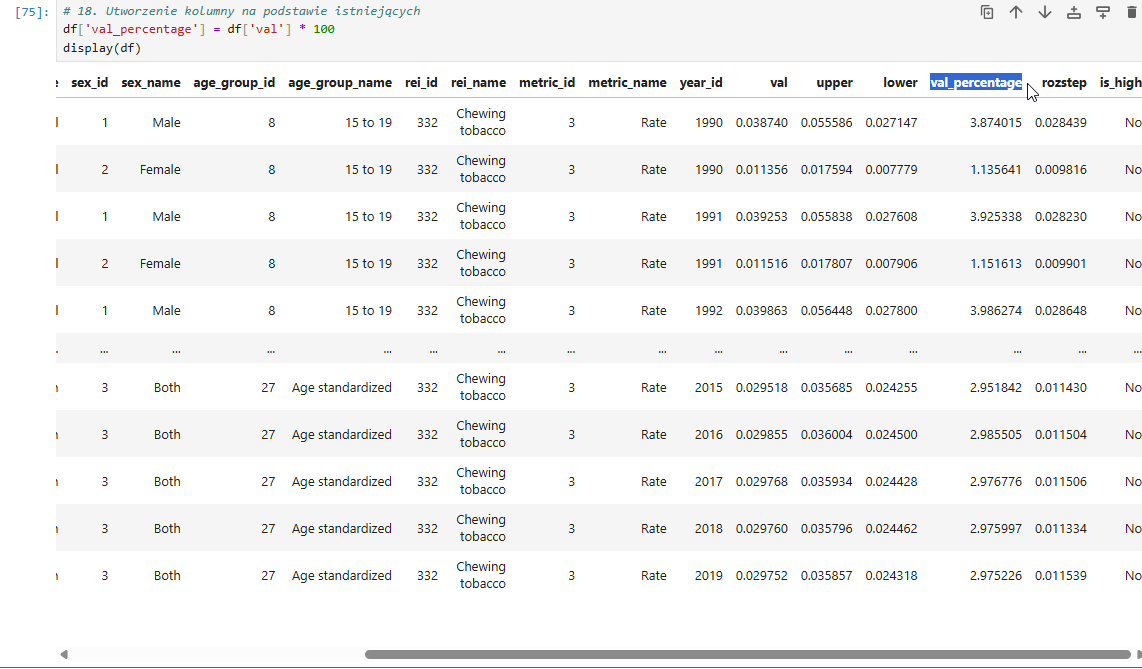 [75]:
# 18. Utworzenie kolumny na podstawie istniejących
df['val_percentage'] = df['val'] * 100
display(df)
sex_id sex_name age_group_id age_group_name rei_id rei_name metric_id metric_name year_id val upper lower val_percentage rozstep is_high
1 Male 8 15 to 19 332 Chewing tobacco 3 Rate 1990 0.038740 0.055586 0.027147 3.874015 0.028439 No
2 Female 8 15 to 19 332 Chewing tobacco 3 Rate 1990 0.011356 0.017594 0.007779 1.135641 0.009816 No
1 Male 8 15 to 19 332 Chewing tobacco 3 Rate 1991 0.039253 0.055838 0.027608 3.925338 0.028230 No
2 Female 8 15 to 19 332 Chewing tobacco 3 Rate 1991 0.011516 0.017807 0.007906 1.151613 0.009901 No
1 Male 8 15 to 19 332 Chewing tobacco 3 Rate 1992 0.039863 0.056448 0.027800 3.986274 0.028648 No
... ... ... ... ... ... ... ... ... ... ... ... ... ... ...
3 Both 27 Age standardized 332 Chewing tobacco 3 Rate 2015 0.029518 0.035685 0.024255 2.951842 0.011430 No
3 Both 27 Age standardized 332 Chewing tobacco 3 Rate 2016 0.029855 0.036004 0.024500 2.985505 0.011504 No
3 Both 27 Age standardized 332 Chewing tobacco 3 Rate 2017 0.029768 0.035934 0.024428 2.976776 0.011506 No
3 Both 27 Age standardized 332 Chewing tobacco 3 Rate 2018 0.029760 0.035796 0.024462 2.975997 0.011334 No
3 Both 27 Age standardized 332 Chewing tobacco 3 Rate 2019 0.029752 0.035857 0.024318 2.975226 0.011539 No